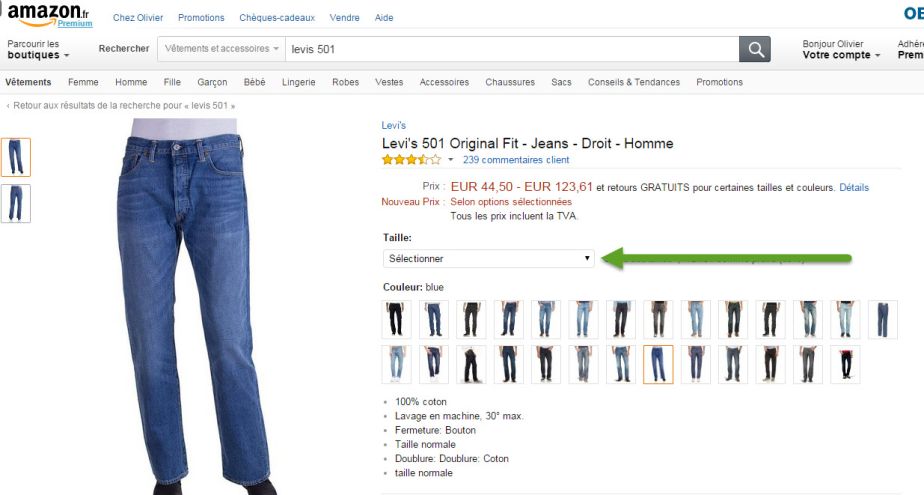 amazon.fr
Premium
Chez Olivier Promotions Chèques-cadeaux Vendre Aide
Parcourir les
boutiques
Rechercher Vêtements et accessoires levis 501
Bonjour Olivier
Votre compte
Vêtements Femme Homme Fille Garçon Bébé Lingerie Robes Vestes Accessoires Chaussures Sacs Conseils & Tendances Promotions
‹ Retour aux résultats de la recherche pour « levis 501 »
Levi's
Levi's 501 Original Fit - Jeans - Droit - Homme
239 commentaires client
Prix : EUR 44,50 - EUR 123,61 et retours GRATUITS pour certaines tailles et couleurs. Détails
Nouveau Prix : Selon options sélectionnées
Tous les prix incluent la TVA.
Taille:
Sélectionner
Couleur: blue
100% coton
Lavage en machine, 30° max.
Fermeture: Bouton
Taille normale
Doublure: Doublure: Coton
taille normale